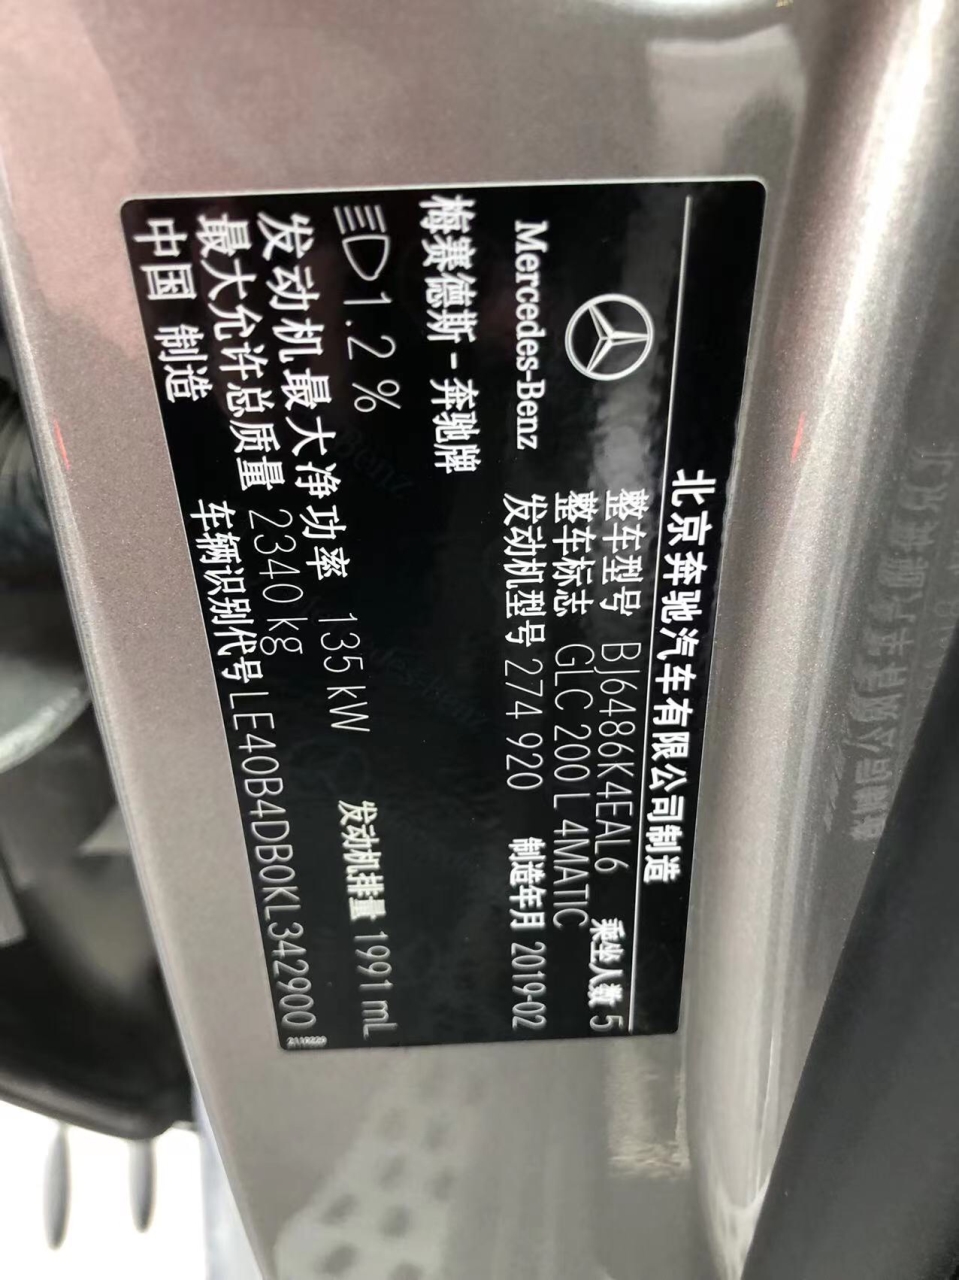 北京奔驰汽车有限公司制造
整车型号 BJ6486K4EAL6 乘坐人数 5
整车标志 GLC 200 L 4MATIC
Mercedes-Benz 发动机型号 274 920 制造年月 2019-02
梅赛德斯-奔驰牌
1.2 % 发动机排量 1991 mL
发动机最大净功率 135 kW
最大允许总质量 2340 kg
中国 制造 车辆识别代号 LE40B4DB0KL342900